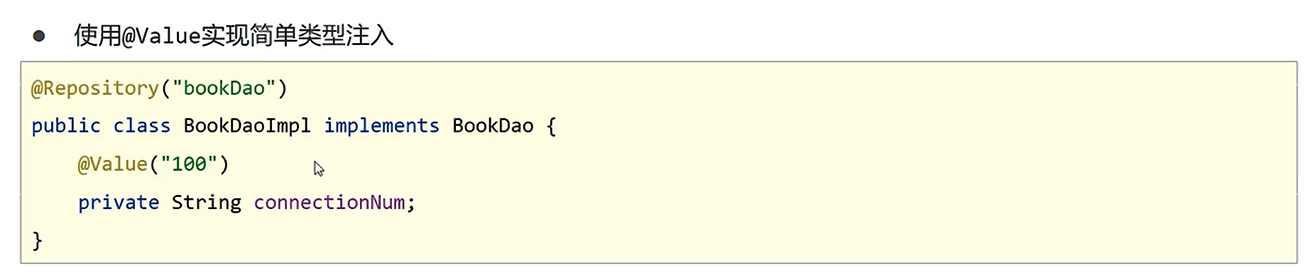 ● 使用@Value实现简单类型注入
@Repository("bookDao")
public class BookDaoImpl implements BookDao {
    @Value("100")
    private String connectionNum;
}